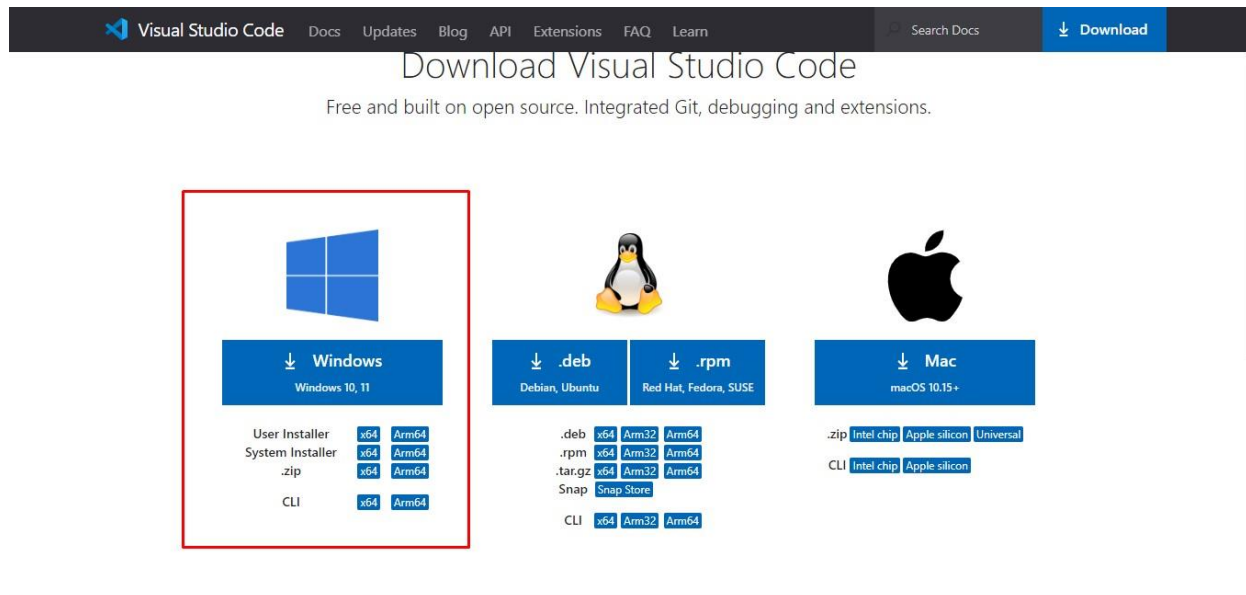 Visual Studio Code Docs Updates Blog API Extensions FAQ Learn Search Docs Download
Download Visual Studio Code
Free and built on open source. Integrated Git, debugging and extensions.
Windows
Windows 10, 11
User Installer x64 Arm64
System Installer x64 Arm64
.zip x64 Arm64
CLI x64 Arm64
.deb
Debian, Ubuntu
.rpm
Red Hat, Fedora, SUSE
.deb x64 Arm32 Arm64
.rpm x64 Arm32 Arm64
.tar.gz x64 Arm32 Arm64
Snap Snap Store
CLI x64 Arm32 Arm64
Mac
macOS 10.15+
.zip Intel chip Apple silicon Universal
CLI Intel chip Apple silicon